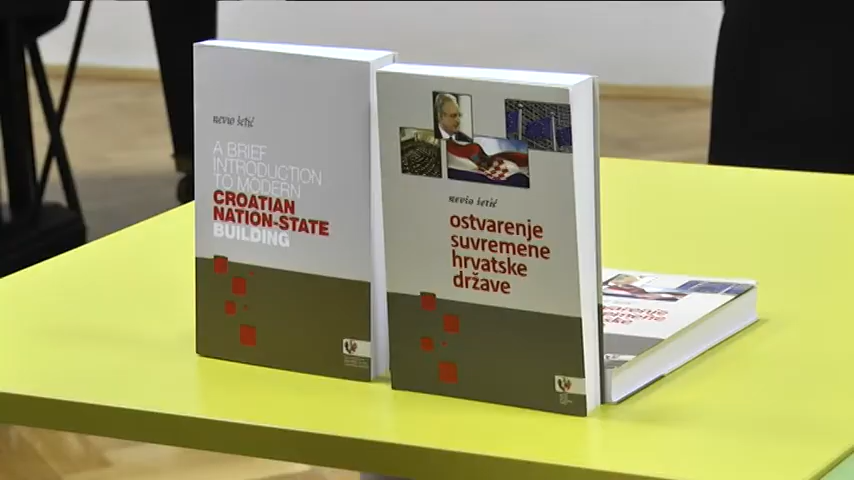 nevio šetić
A BRIEF
INTRODUCTION
TO MODERN
CROATIAN
NATION-STATE
BUILDING
nevio šetić
ostvarenje
suvremene
hrvatske
države